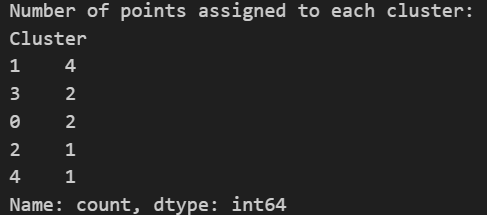 Number of points assigned to each cluster:
Cluster
1    4
3    2
0    2
2    1
4    1
Name: count, dtype: int64